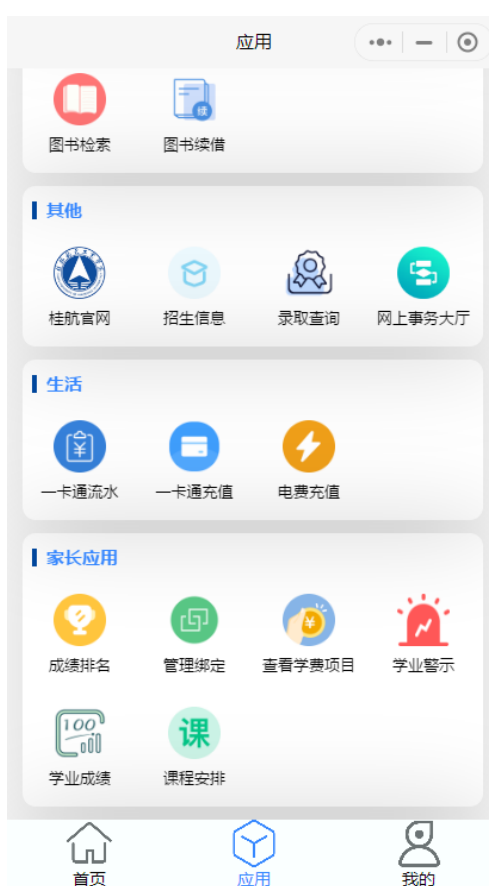 应用
图书检索 图书续借
其他
桂航官网 招生信息 录取查询 网上事务大厅
生活
一卡通流水 一卡通充值 电费充值
家长应用
成绩排名 管理绑定 查看学费项目 学业警示
100
课
学业成绩 课程安排
首页 应用 我的